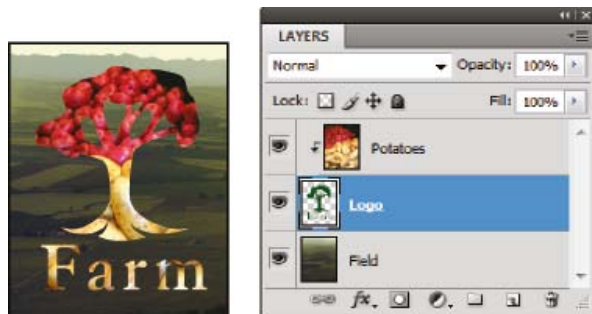 Farm
LAYERS
Normal Opacity: 100%
Lock: Fill: 100%
Potatoes
Logo
Field
fx.